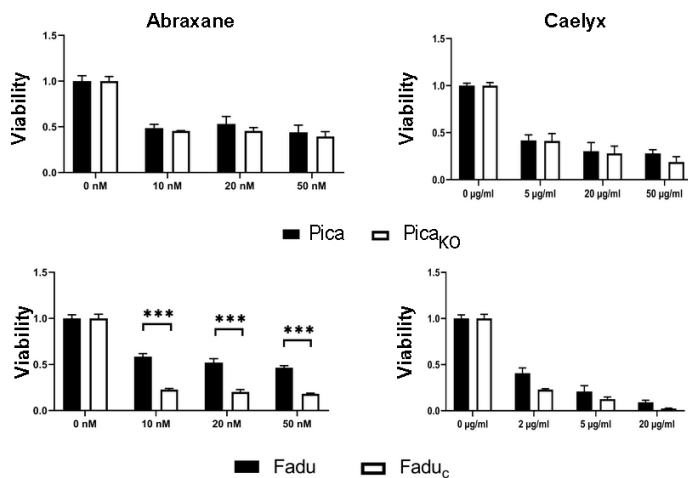 Abraxane
Caelyx
Viability
1.5
1.0
0.5
0.0
0 nM 10 nM 20 nM 50 nM
Viability
1.5
1.0
0.5
0.0
0 µg/ml 5 µg/ml 20 µg/ml 50 µg/ml
Pica PicaKO
Viability
1.5
1.0
0.5
0.0
*** *** ***
0 nM 10 nM 20 nM 50 nM
Viability
1.5
1.0
0.5
0.0
0 µg/ml 2 µg/ml 5 µg/ml 20 µg/ml
Fadu Faduc